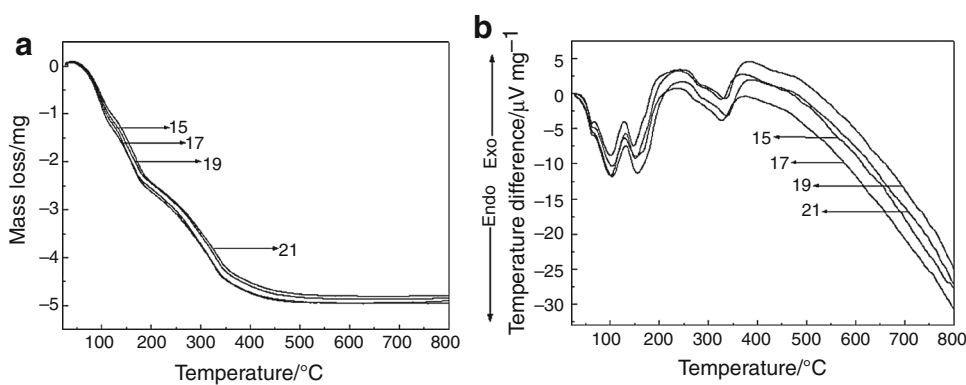 a
Mass loss/mg
0
−1
−2
−3
−4
−5
15
17
19
21
100 200 300 400 500 600 700 800
Temperature/°C
b
Endo Exo
Temperature difference/μV mg−1
5
0
−5
−10
−15
−20
−25
−30
15
17
19
21
100 200 300 400 500 600 700 800
Temperature/°C